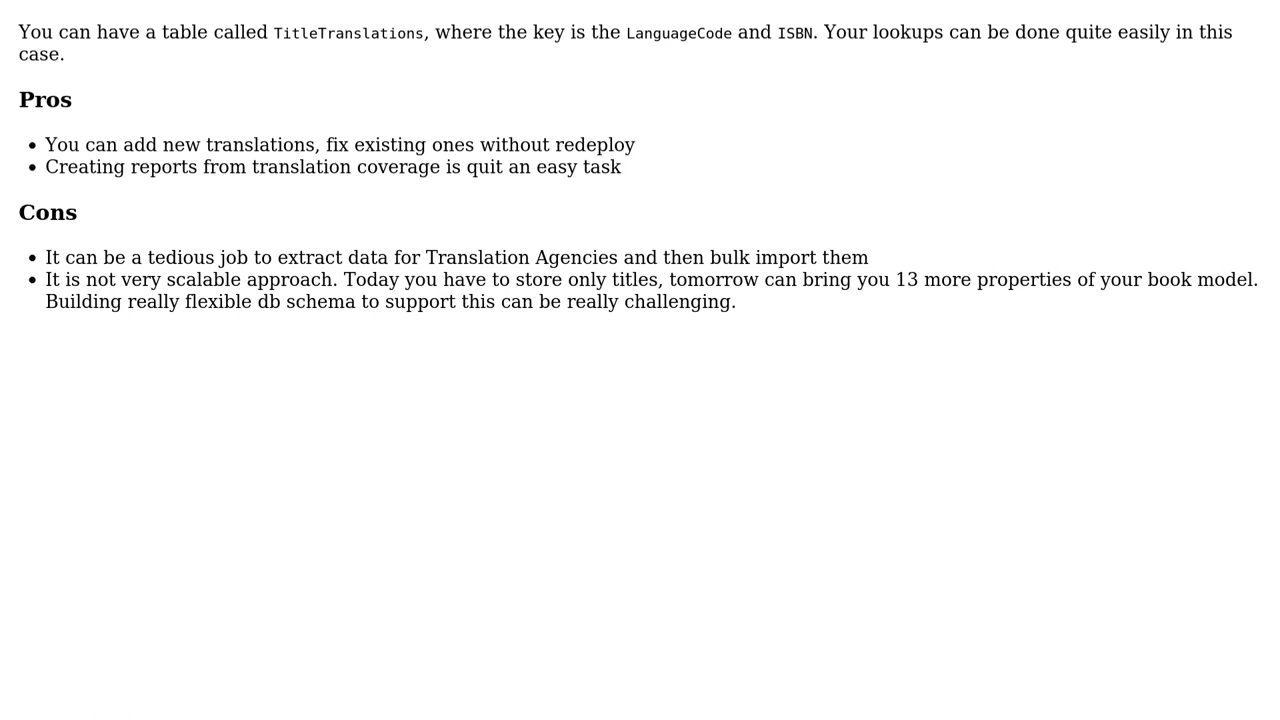 You can have a table called TitleTranslations, where the key is the LanguageCode and ISBN. Your lookups can be done quite easily in this
case.
Pros
• You can add new translations, fix existing ones without redeploy
• Creating reports from translation coverage is quit an easy task
Cons
• It can be a tedious job to extract data for Translation Agencies and then bulk import them
• It is not very scalable approach. Today you have to store only titles, tomorrow can bring you 13 more properties of your book model.
Building really flexible db schema to support this can be really challenging.